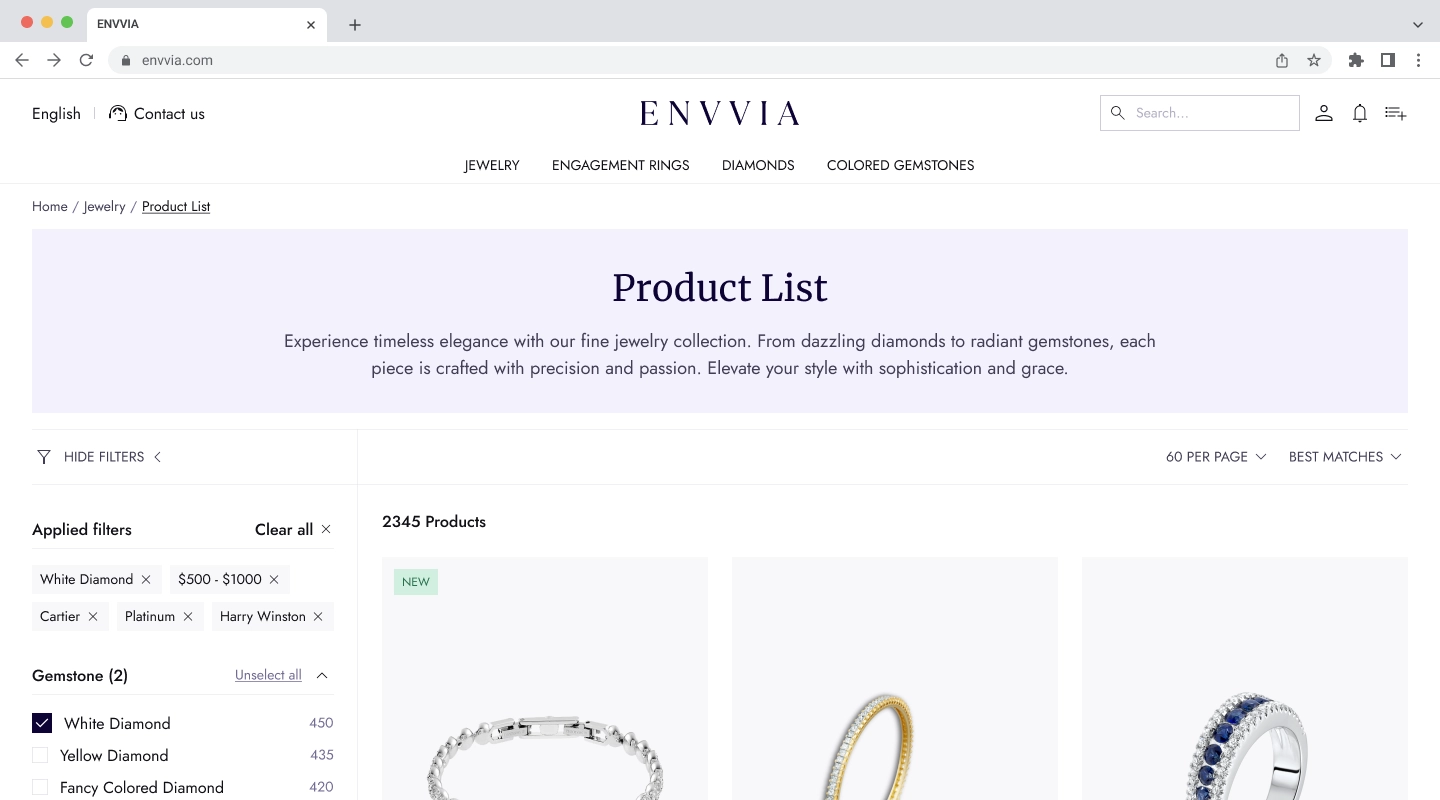 ENVVIA
envvia.com
English
Contact us
ENVVIA
Search...
JEWELRY
ENGAGEMENT RINGS
DIAMONDS
COLORED GEMSTONES
Home / Jewelry / Product List
Product List
Experience timeless elegance with our fine jewelry collection. From dazzling diamonds to radiant gemstones, each
piece is crafted with precision and passion. Elevate your style with sophistication and grace.
HIDE FILTERS
60 PER PAGE
BEST MATCHES
Applied filters
Clear all
White Diamond
$500 - $1000
Cartier
Platinum
Harry Winston
Gemstone (2)
Unselect all
White Diamond 450
Yellow Diamond 435
Fancy Colored Diamond 420
2345 Products
NEW